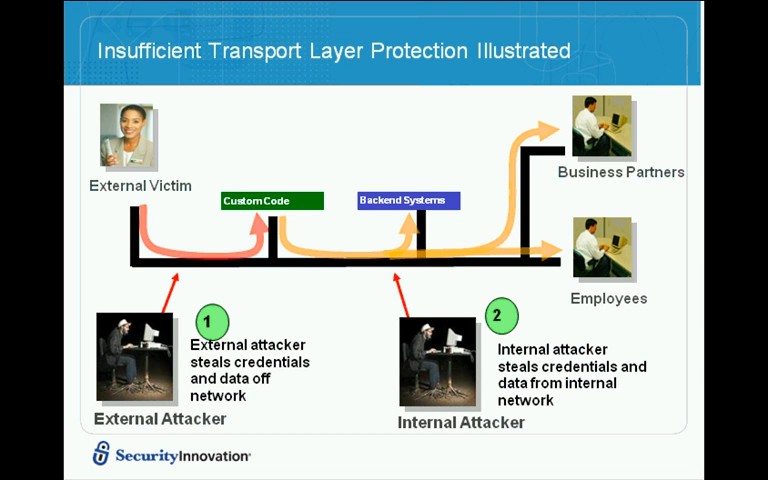 Insufficient Transport Layer Protection Illustrated
External Victim
Custom Code
Backend Systems
Business Partners
Employees
1
External attacker
steals credentials
and data off
network
External Attacker
2
Internal attacker
steals credentials and
data from internal
network
Internal Attacker
SecurityInnovation